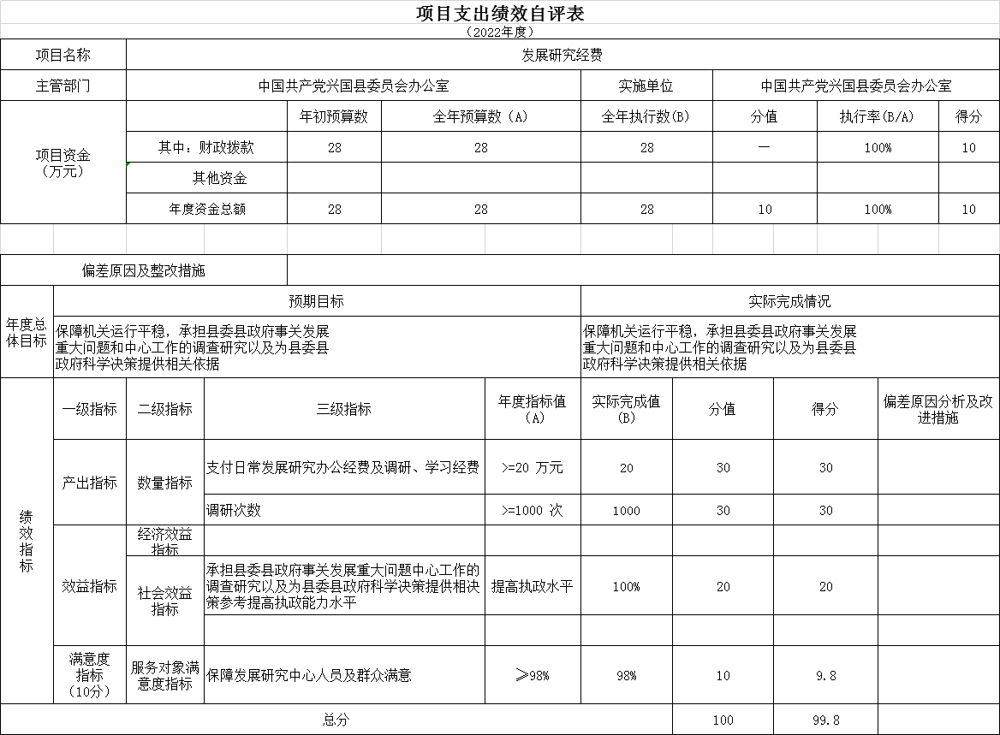 项目支出绩效自评表
（2022年度）
项目名称 发展研究经费
主管部门 中国共产党兴国县委员会办公室 实施单位 中国共产党兴国县委员会办公室
项目资金
（万元）
年初预算数 全年预算数（A） 全年执行数(B) 分值 执行率(B/A) 得分
其中：财政拨款 28 28 28 — 100% 10
其他资金
年度资金总额 28 28 28 10 100% 10
偏差原因及整改措施
年度总
体目标
预期目标 实际完成情况
保障机关运行平稳，承担县委县政府事关发展
重大问题和中心工作的调查研究以及为县委县
政府科学决策提供相关依据
保障机关运行平稳，承担县委县政府事关发展
重大问题和中心工作的调查研究以及为县委县
政府科学决策提供相关依据
绩
效
指
标
一级指标 二级指标 三级指标 年度指标值
（A） 实际完成值
（B） 分值 得分 偏差原因分析及改
进措施
产出指标 数量指标 支付日常发展研究办公经费及调研、学习经费 >=20 万元 20 30 30
调研次数 >=1000 次 1000 30 30
效益指标
经济效益
指标
社会效益
指标
承担县委县政府事关发展重大问题中心工作的
调查研究以及为县委县政府科学决策提供相决
策参考提高执政能力水平
提高执政水平 100% 20 20
满意度
指标
（10分）
服务对象满
意度指标
保障发展研究中心人员及群众满意 ≥98% 98% 10 9.8
总分 100 99.8